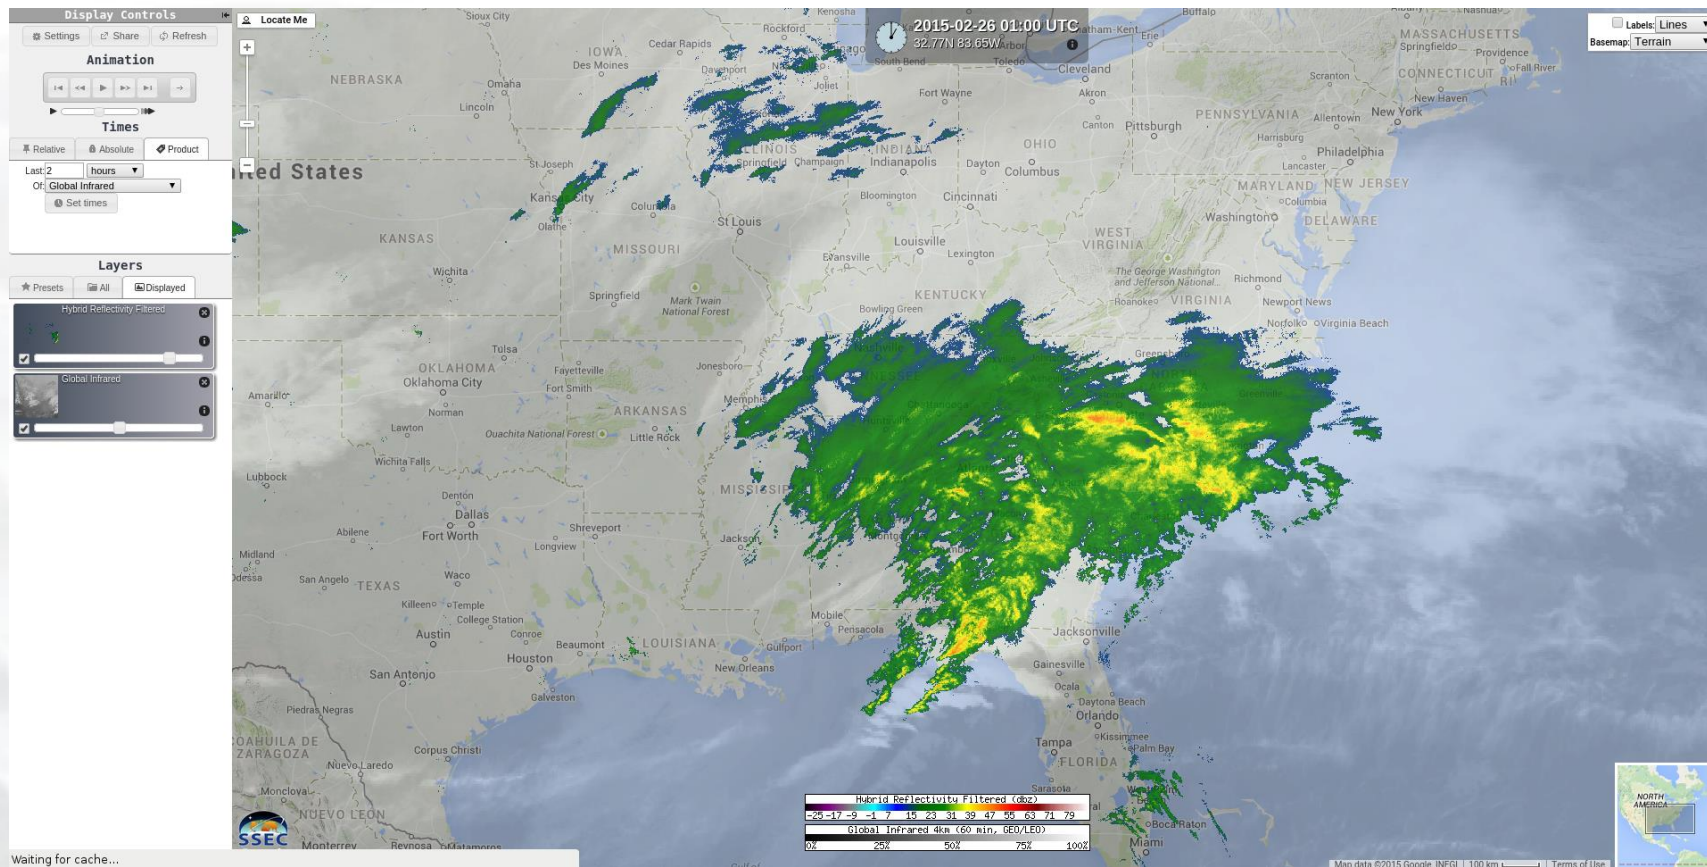 Display Controls
Settings Share Refresh
Animation
Times
Relative Absolute Product
Last: 2 hours
Of: Global Infrared
Set times
Layers
Presets All Displayed
Hybrid Reflectivity Filtered
Global Infrared
Waiting for cache...
Locate Me
2015-02-26 01:00 UTC
32.77N 83.65W
Labels: Lines
Basemap: Terrain
Sioux City
Rockford
Kenosha
Buffalo
IOWA
Cedar Rapids
Des Moines
Davenport
Joliet
South Bend
Toledo
Cleveland
Erie
MASSACHUSETTS
Springfield
Providence
Fall River
CONNECTICUT RI
New Haven
Scranton
NEBRASKA
Omaha
Lincoln
Fort Wayne
Akron
Canton
Pittsburgh
PENNSYLVANIA
Allentown
New York
Harrisburg
Philadelphia
Lancaster
United States
St Joseph
ILLINOIS
Springfield
Champaign
INDIANA
Indianapolis
Dayton
OHIO
Columbus
MARYLAND
NEW JERSEY
Columbia
Kansas City
Olathe
Columbia
St Louis
Bloomington
Cincinnati
Washington
DELAWARE
KANSAS
MISSOURI
Louisville
Evansville
Lexington
WEST
VIRGINIA
Wichita
Springfield
Mark Twain
National Forest
KENTUCKY
Bowling Green
The George Washington
and Jefferson National...
Richmond
Roanoke
VIRGINIA
Newport News
Norfolk
Virginia Beach
Tulsa
OKLAHOMA
Oklahoma City
Fayetteville
Fort Smith
Jonesboro
Nashville
Greensboro
Amarillo
Norman
ARKANSAS
Memphis
Chattanooga
Huntsville
Greenville
Lawton
Ouachita National Forest
Little Rock
Wichita Falls
Lubbock
MISSISSIPPI
Denton
Dallas
Fort Worth
Abilene
Shreveport
Longview
Jackson
Montgomery
Midland
Odessa
San Angelo
TEXAS
Waco
Killeen
Temple
College Station
Austin
Conroe
Beaumont
LOUISIANA
Mobile
Pensacola
Gulfport
Jacksonville
Houston
New Orleans
Gainesville
San Antonio
Galveston
Ocala
Daytona Beach
Piedras Negras
Orlando
COAHUILA DE
ZARAGOZA
Corpus Christi
Tampa
Kissimmee
Palm Bay
Nuevo Laredo
FLORIDA
Sarasota
Monclova
NUEVO LEON
Boca Raton
Monterrey
Reynosa
Matamoros
Miami
SSEC
Hybrid Reflectivity Filtered (dbz)
-25 -17 -9 -1 7 15 23 31 39 47 55 63 71 79
Global Infrared 4km (60 min, GEO/LEO)
0% 25% 50% 75% 100%
NORTH
AMERICA
Map data ©2015 Google, INEGI
100 km
Terms of Use